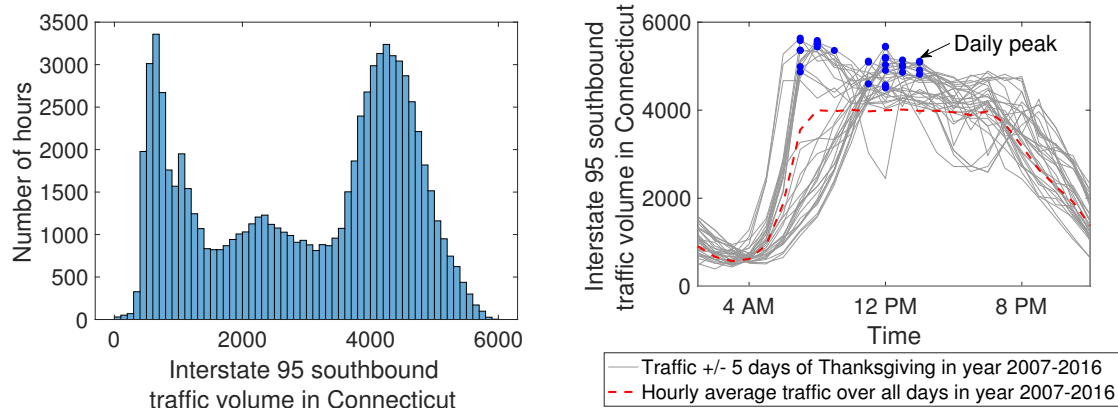 3500
3000
2500
2000
1500
1000
500
0
Number of hours
0 2000 4000 6000
Interstate 95 southbound
traffic volume in Connecticut
6000
4000
2000
0
Interstate 95 southbound
traffic volume in Connecticut
Daily peak
4 AM 12 PM 8 PM
Time
Traffic +/- 5 days of Thanksgiving in year 2007-2016
Hourly average traffic over all days in year 2007-2016